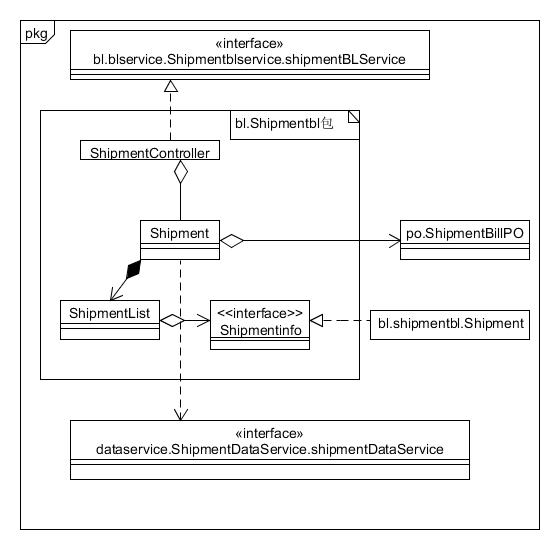 pkg
«interface»
bl.blservice.Shipmentblservice.shipmentBLService
bl.Shipmentbl包
ShipmentController
Shipment
po.ShipmentBillPO
ShipmentList
<<interface>>
Shipmentinfo
bl.shipmentbl.Shipment
«interface»
dataservice.ShipmentDataService.shipmentDataService